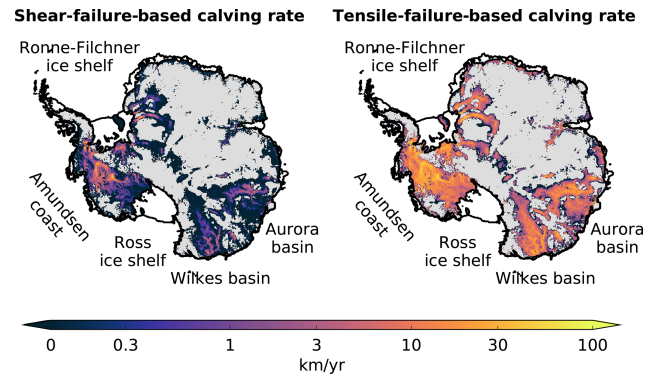 Shear-failure-based calving rate
Tensile-failure-based calving rate
Ronne-Filchner
ice shelf
Amundsen
coast
Ross
ice shelf
Wilkes basin
Aurora
basin
Ronne-Filchner
ice shelf
Amundsen
coast
Ross
ice shelf
Wilkes basin
Aurora
basin
0 0.3 1 3 10 30 100
km/yr